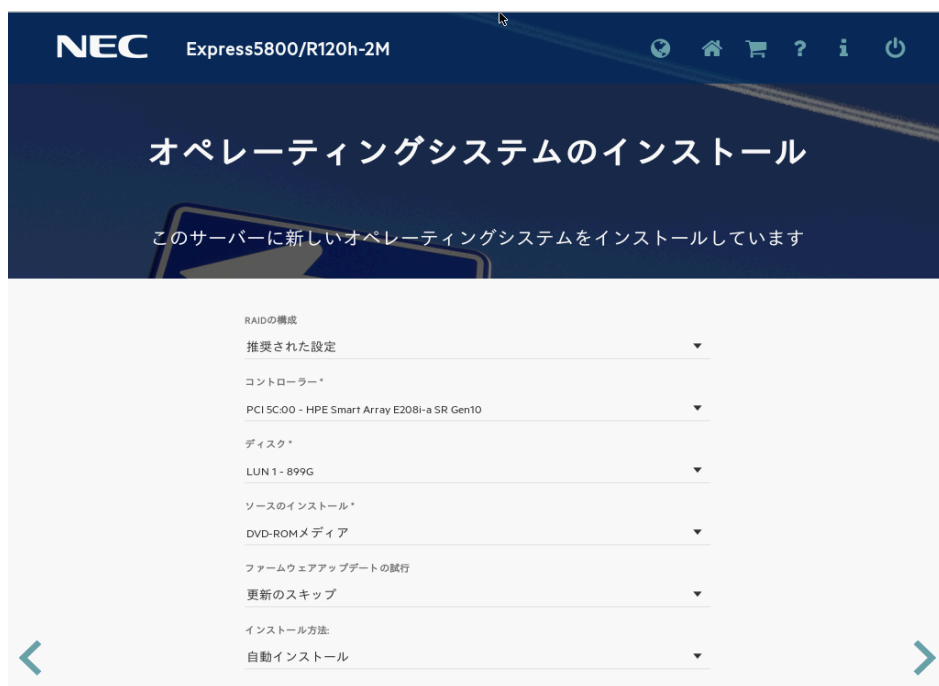 NEC Express5800/R120h-2M
オペレーティングシステムのインストール
このサーバーに新しいオペレーティングシステムをインストールしています
RAIDの構成
推奨された設定
コントローラー*
PCI 5C:00 - HPE Smart Array E208i-a SR Gen10
ディスク*
LUN 1 - 899G
ソースのインストール*
DVD-ROMメディア
ファームウェアアップデートの試行
更新のスキップ
インストール方法:
自動インストール